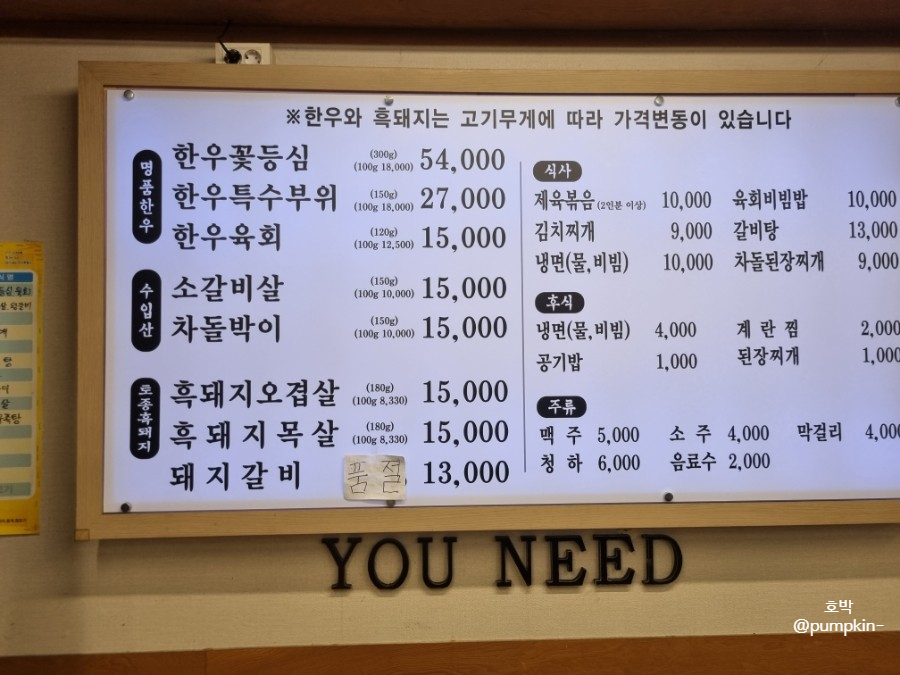 ※한우와 흑돼지는 고기무게에 따라 가격변동이 있습니다
명품한우
한우꽃등심 (300g) (100g 18,000) 54,000
한우특수부위 (150g) (100g 18,000) 27,000
한우육회 (120g) (100g 12,500) 15,000
수입산
소갈비살 (150g) (100g 10,000) 15,000
차돌박이 (150g) (100g 10,000) 15,000
토종흑돼지
흑돼지오겹살 (180g) (100g 8,330) 15,000
흑돼지목살 (180g) (100g 8,330) 15,000
돼지갈비 품절 13,000
식사
제육볶음 (2인분 이상) 10,000 육회비빔밥 10,000
김치찌개 9,000 갈비탕 13,000
냉면(물,비빔) 10,000 차돌된장찌개 9,000
후식
냉면(물,비빔) 4,000 계란찜 2,000
공기밥 1,000 된장찌개 1,000
주류
맥주 5,000 소주 4,000 막걸리 4,00
청하 6,000 음료수 2,000
YOU NEED
호박
@pumpkin-